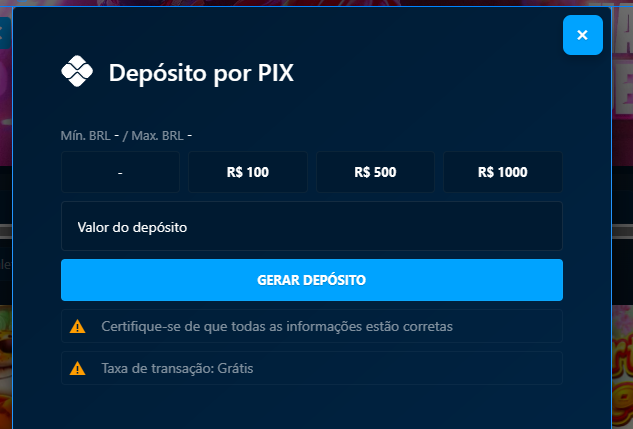 Depósito por PIX
Mín. BRL - / Max. BRL -
-
R$ 100
R$ 500
R$ 1000
Valor do depósito
GERAR DEPÓSITO
Certifique-se de que todas as informações estão corretas
Taxa de transação: Grátis